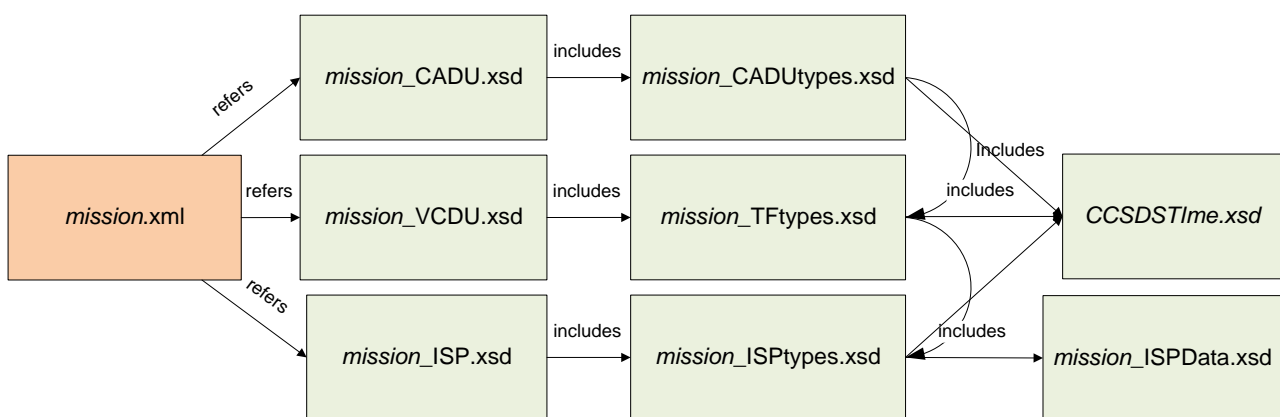 mission_CADU.xsd
includes
mission_CADUtypes.xsd
refers
mission.xml
refers
mission_VCDU.xsd
includes
mission_TFtypes.xsd
Includes
includes
CCSDSTIme.xsd
refers
mission_ISP.xsd
includes
mission_ISPtypes.xsd
includes
mission_ISPData.xsd